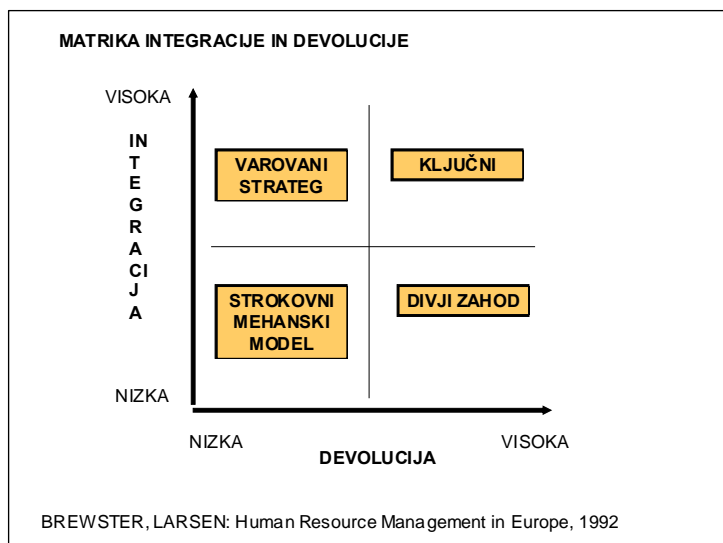 MATRIKA INTEGRACIJE IN DEVOLUCIJE
VISOKA
IN
T
E
G
R
A
CI
J
A
VAROVANI
STRATEG
KLJUČNI
STROKOVNI
MEHANSKI
MODEL
DIVJI ZAHOD
NIZKA
NIZKA
VISOKA
DEVOLUCIJA
BREWSTER, LARSEN: Human Resource Management in Europe, 1992